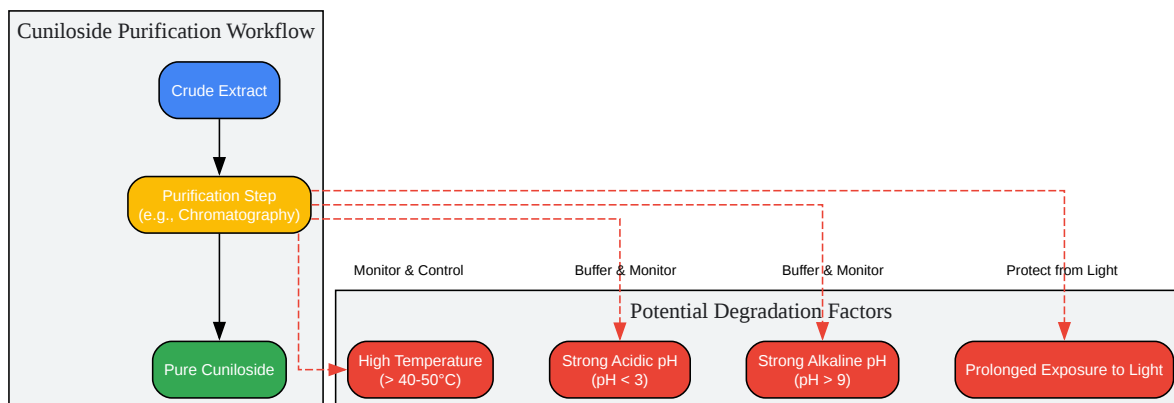 Cuniloside Purification Workflow
Crude Extract
Purification Step
(e.g., Chromatography)
Pure Cuniloside
Monitor & Control
Buffer & Monitor
Buffer & Monitor
Protect from Light
Potential Degradation Factors
High Temperature
(> 40-50°C)
Strong Acidic pH
(pH < 3)
Strong Alkaline pH
(pH > 9)
Prolonged Exposure to Light